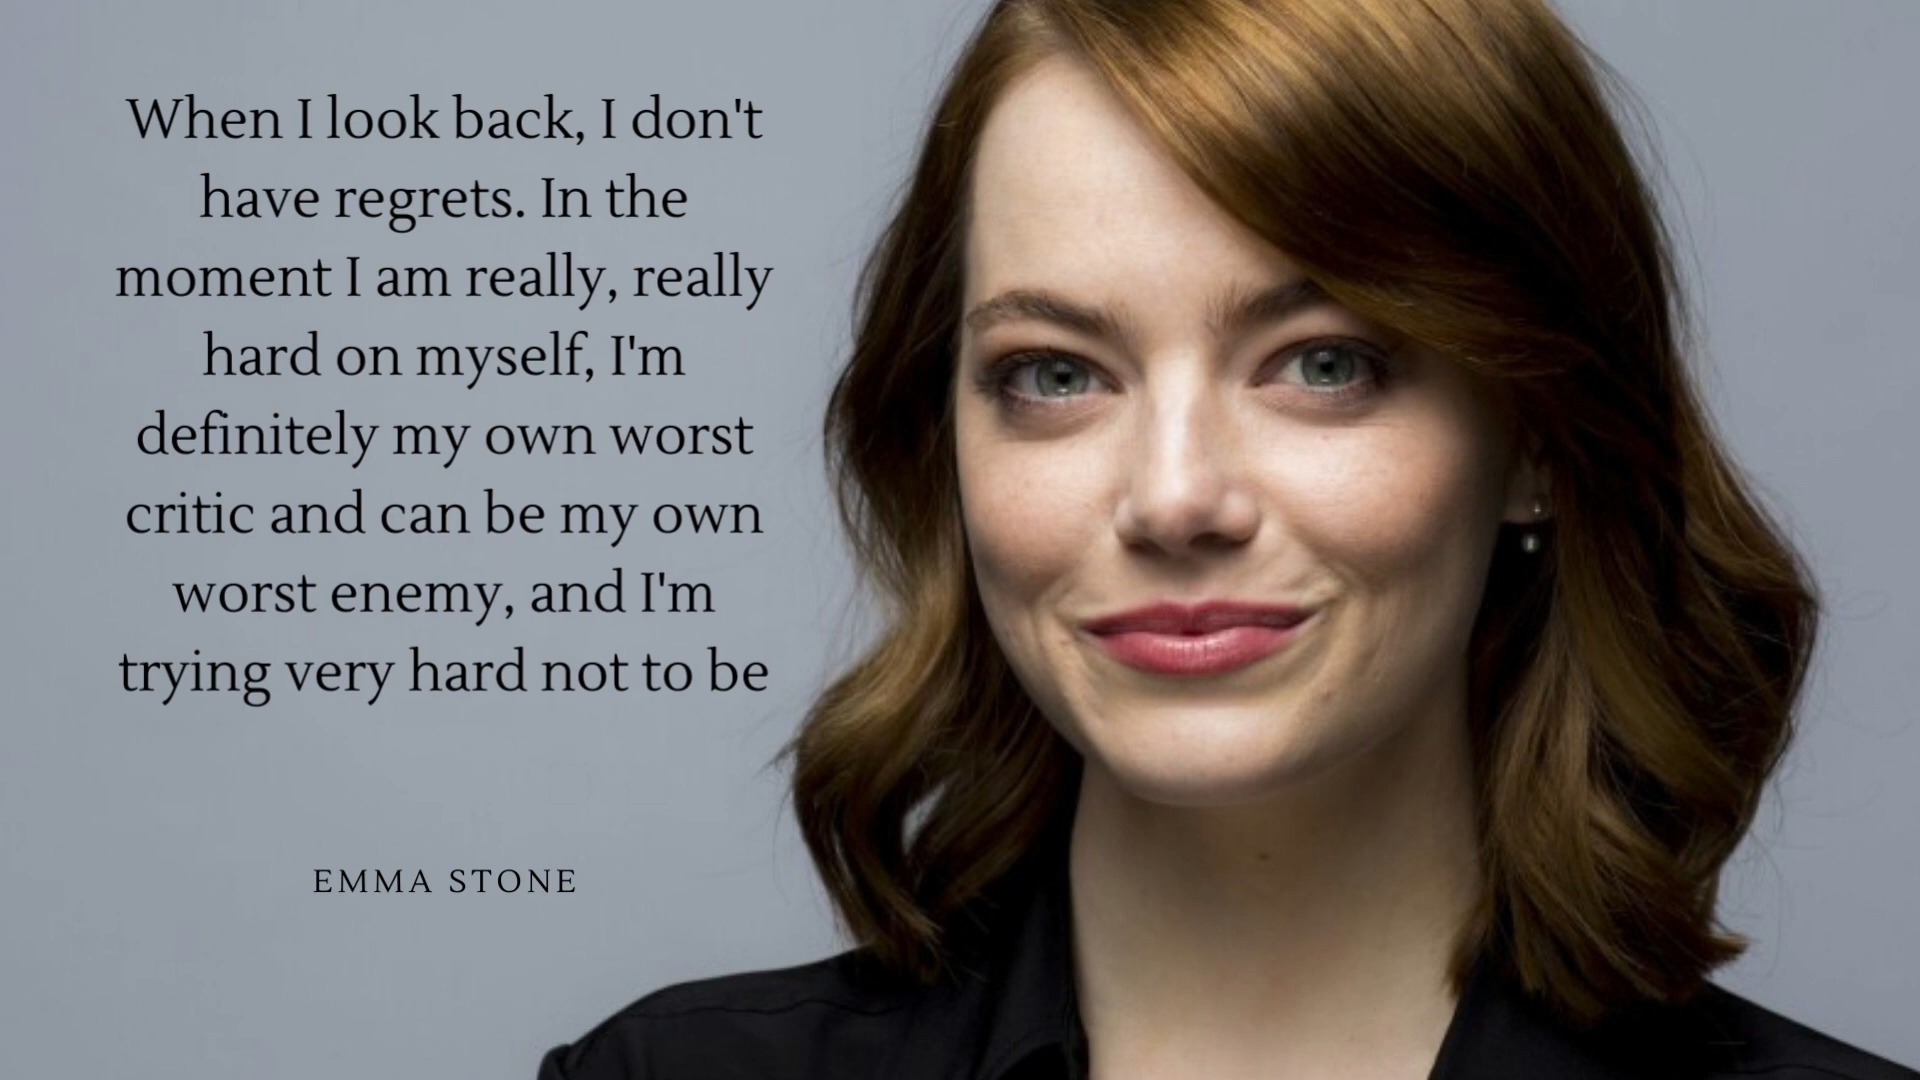 When I look back, I don't
have regrets. In the
moment I am really, really
hard on myself, I'm
definitely my own worst
critic and can be my own
worst enemy, and I'm
trying very hard not to be
EMMA STONE